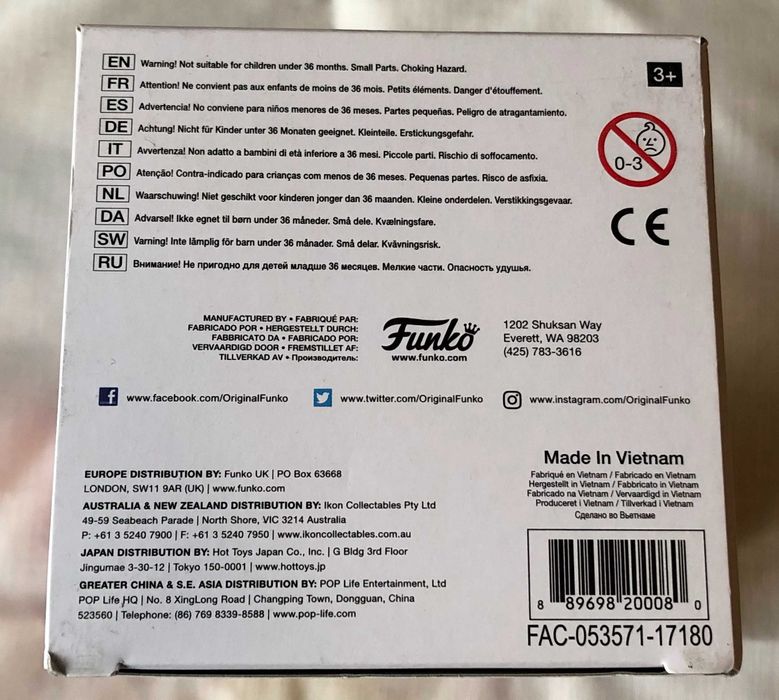 EN Warning! Not suitable for children under 36 months. Small Parts. Choking Hazard.
FR Attention! Ne convient pas aux enfants de moins de 36 mois. Petits éléments. Danger d'étouffement.
ES Advertencia! No conviene para niños menores de 36 meses. Partes pequeñas. Peligro de atragantamiento.
DE Achtung! Nicht für Kinder unter 36 Monaten geeignet. Kleinteile. Erstickungsgefahr.
IT Avvertenza! Non adatto a bambini di età inferiore a 36 mesi. Piccole parti. Rischio di soffocamento.
PO Atenção! Contra-indicado para crianças com menos de 36 meses. Pequenas partes. Risco de asfixia.
NL Waarschuwing! Niet geschikt voor kinderen jonger dan 36 maanden. Kleine onderdelen. Verstikkingsgevaar.
DA Advarsel! Ikke egnet til børn under 36 måneder. Små dele. Kvælningsfare.
SW Varning! Inte lämplig för barn under 36 månader. Små delar. Kvävningsrisk.
RU Внимание! Не пригодно для детей младше 36 месяцев. Мелкие части. Опасность удушья.
3+
0-3
CE
MANUFACTURED BY • FABRIQUÉ PAR:
FABRICADO POR • HERGESTELLT DURCH:
FABBRICATO DA • FABRICADO POR:
VERVAARDIGD DOOR • FREMSTILLET AF:
TILLVERKAD AV • Производитель:
Funko
www.funko.com
1202 Shuksan Way
Everett, WA 98203
(425) 783-3616
www.facebook.com/OriginalFunko
www.twitter.com/OriginalFunko
www.instagram.com/OriginalFunko
EUROPE DISTRIBUTION BY: Funko UK | PO Box 63668
LONDON, SW11 9AR (UK) | www.funko.com
AUSTRALIA & NEW ZEALAND DISTRIBUTION BY: Ikon Collectables Pty Ltd
49-59 Seabeach Parade | North Shore, VIC 3214 Australia
P: +61 3 5240 7900 | F: +61 3 5240 7950 | www.ikoncollectables.com.au
JAPAN DISTRIBUTION BY: Hot Toys Japan Co., Inc. | G Bldg 3rd Floor
Jingumae 3-30-12 | Tokyo 150-0001 | www.hottoys.jp
GREATER CHINA & S.E. ASIA DISTRIBUTION BY: POP Life Entertainment, Ltd
POP Life HQ | No. 8 XingLong Road | Changping Town, Dongguan, China
523560 | Telephone: (86) 769 8339-8588 | www.pop-life.com
Made In Vietnam
Fabriqué en Vietnam / Fabricado en Vietnam
Hergestellt in Vietnam / Fabbricato in Vietnam
Fabricado na Vietnam / Vervaardigd in Vietnam
Produceret i Vietnam / Tillverkad i Vietnam
Сделано во Вьетнаме
8 89698 20008 0
FAC-053571-17180